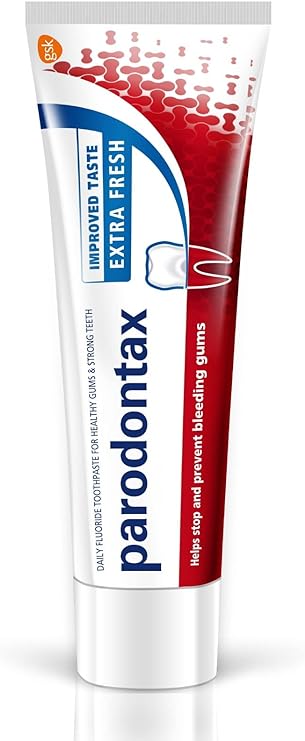 gsk
IMPROVED TASTE
EXTRA FRESH
DAILY FLUORIDE TOOTHPASTE FOR HEALTHY GUMS & STRONG TEETH
parodontax
Helps stop and prevent bleeding gums